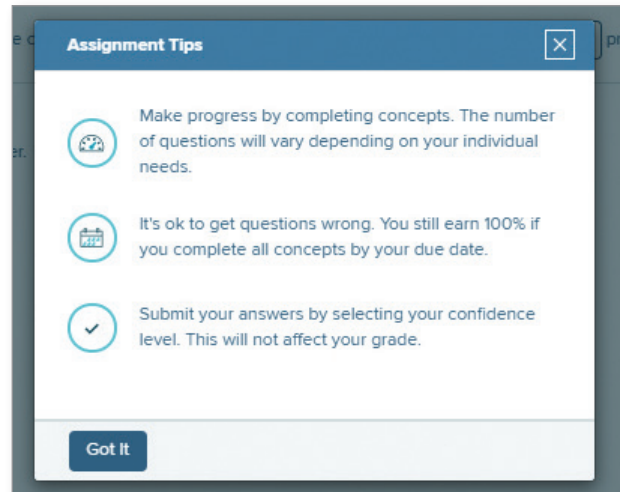 Assignment Tips
Make progress by completing concepts. The number
of questions will vary depending on your individual
needs.
It's ok to get questions wrong. You still earn 100% if
you complete all concepts by your due date.
Submit your answers by selecting your confidence
level. This will not affect your grade.
Got It